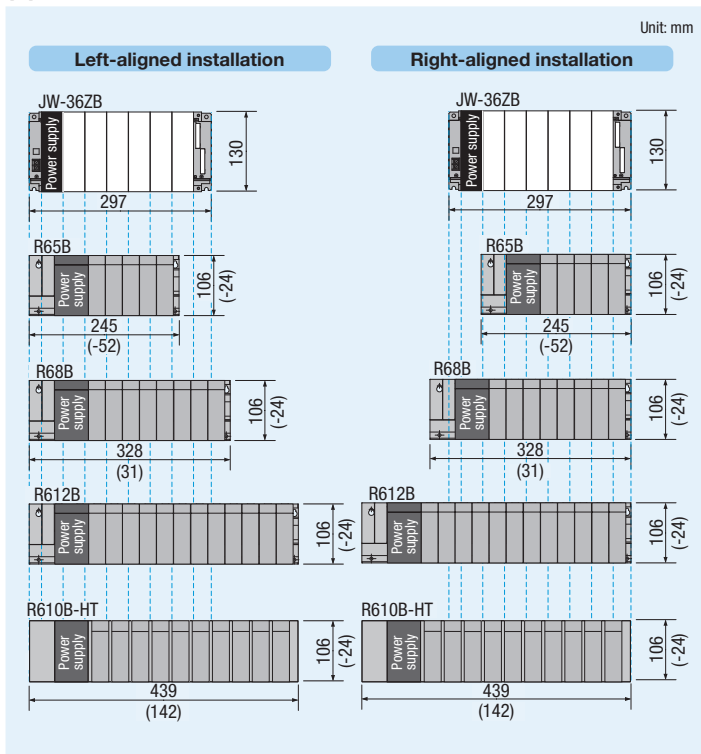 Unit: mm
Left-aligned installation
JW-36ZB
Power supply
130
297
R65B
Power
supply
106
(-24)
245
(-52)
R68B
Power
supply
106
(-24)
328
(31)
R612B
Power
supply
106
(-24)
R610B-HT
Power
supply
106
(-24)
439
(142)
Right-aligned installation
JW-36ZB
Power supply
130
297
R65B
Power
supply
106
(-24)
245
(-52)
R68B
Power
supply
106
(-24)
328
(31)
R612B
Power
supply
106
(-24)
R610B-HT
Power
supply
106
(-24)
439
(142)